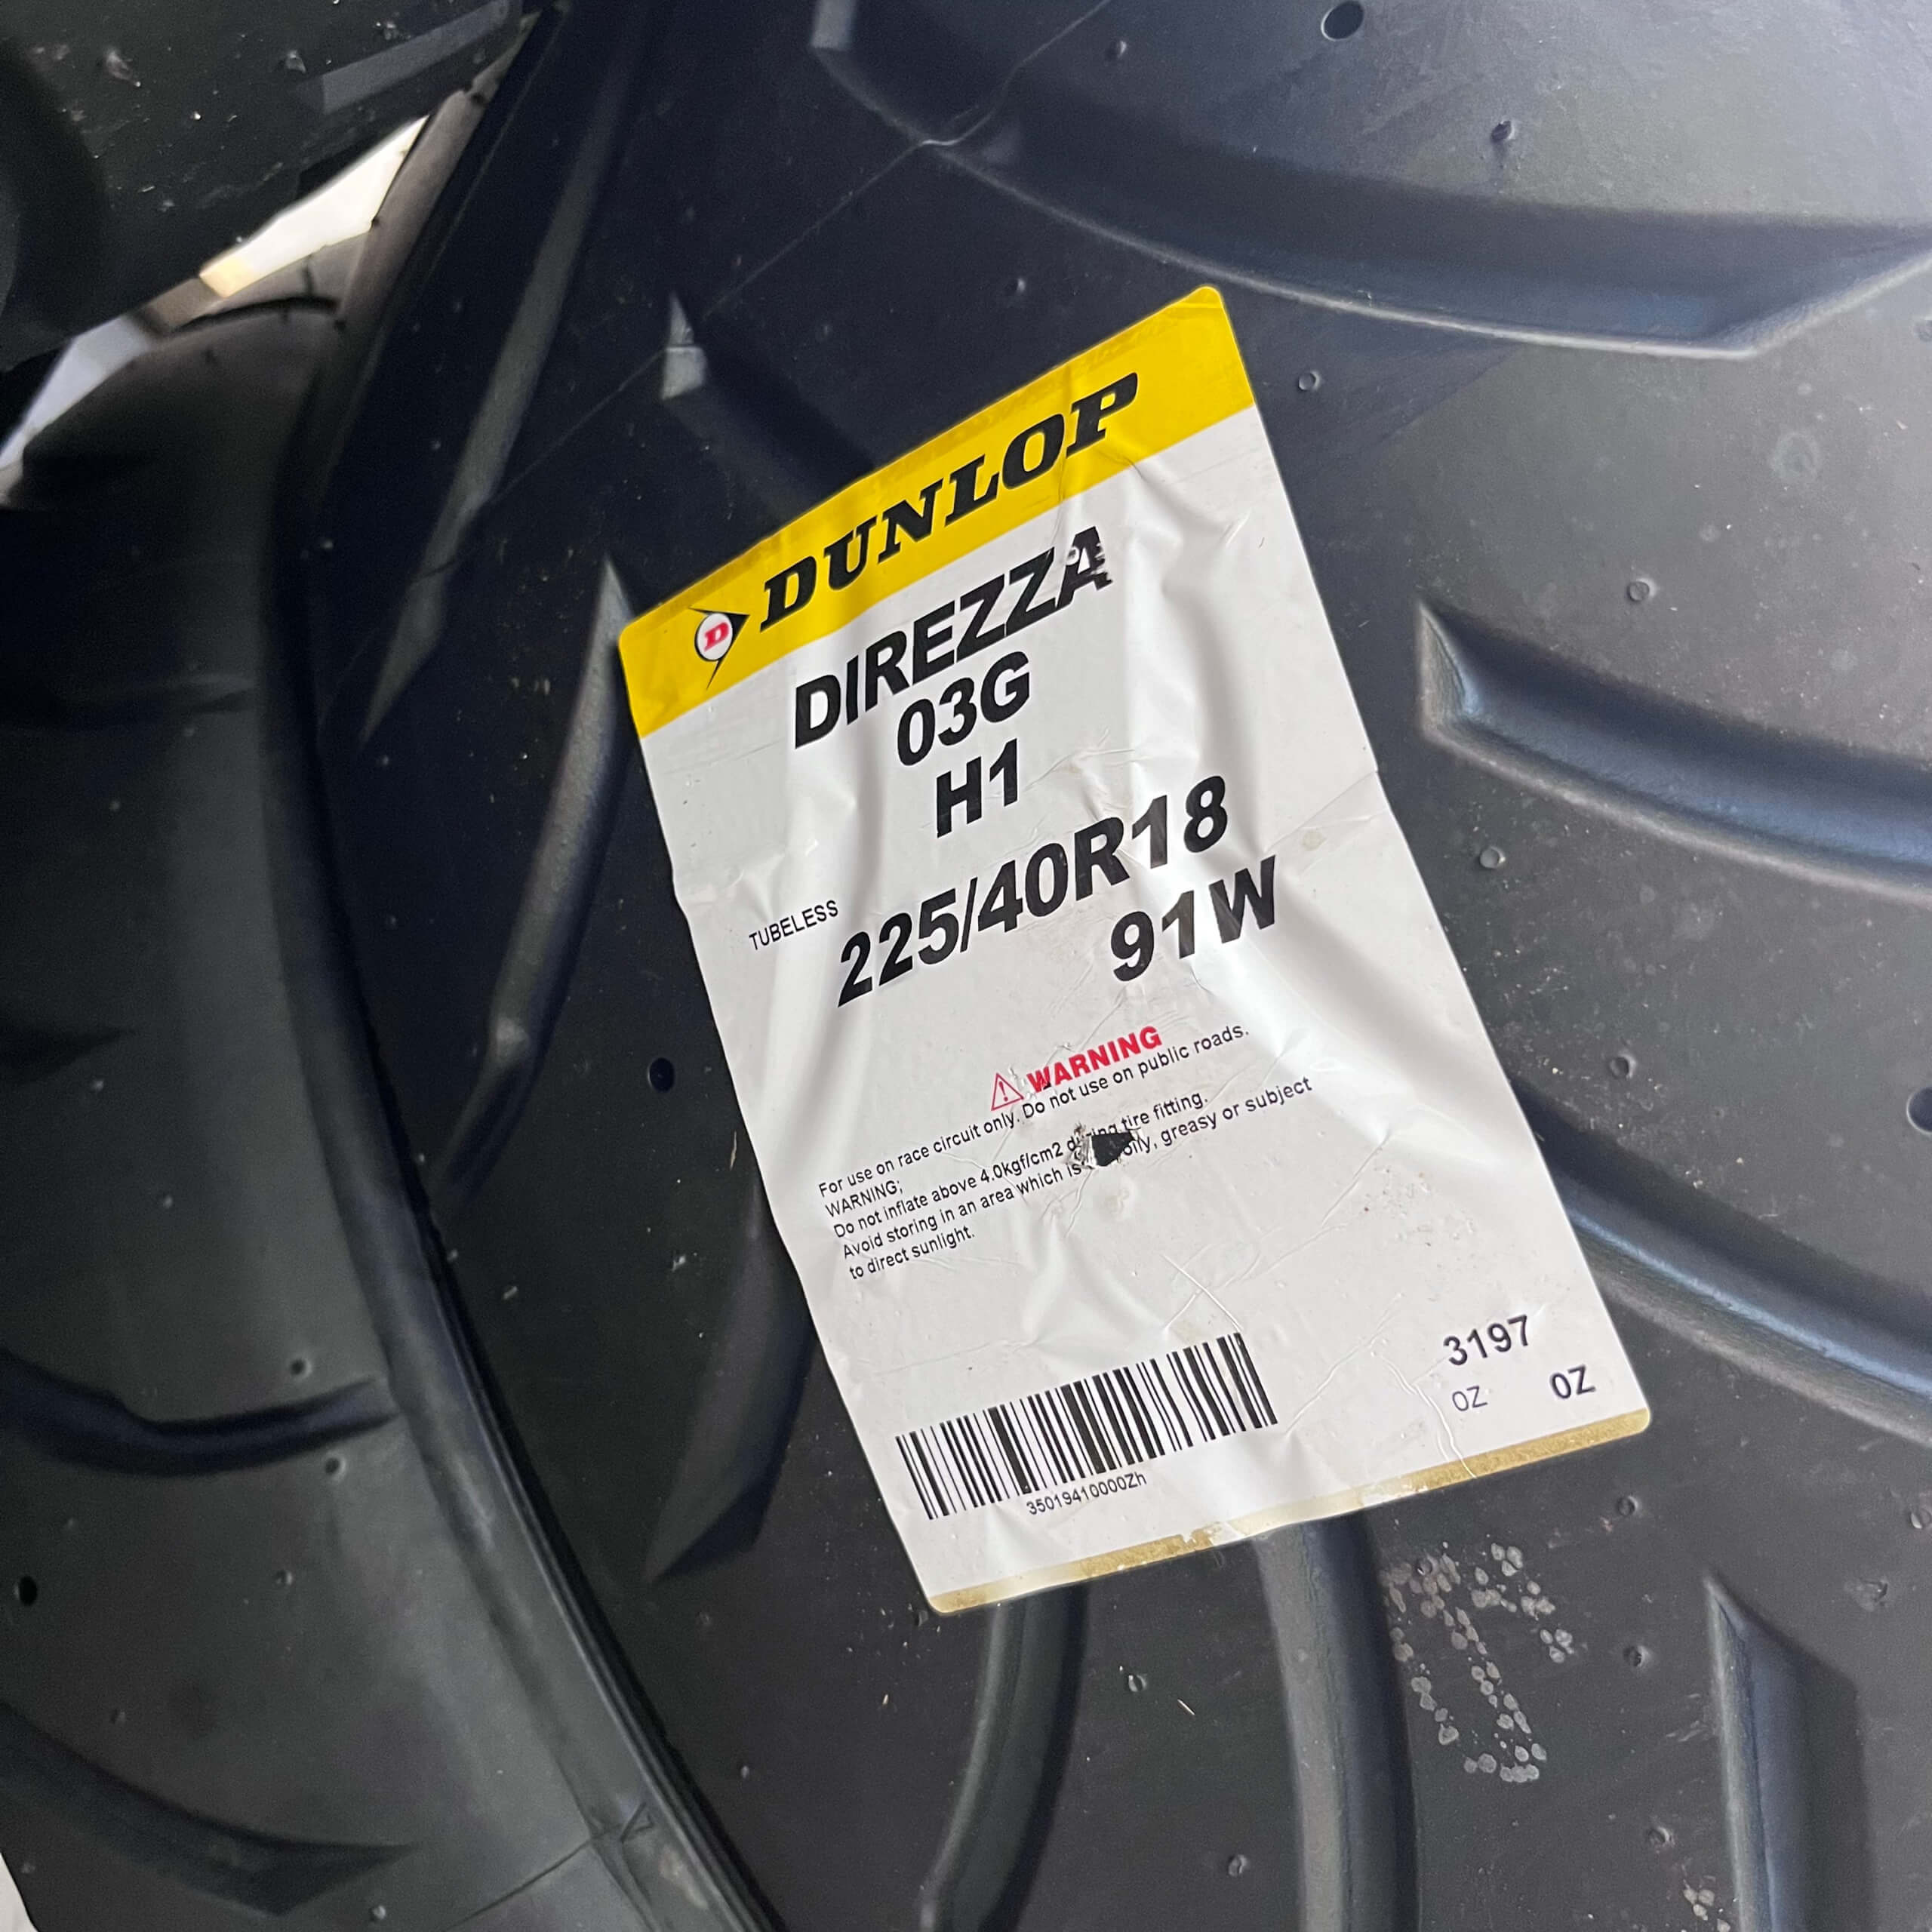 D DUNLOP
DIREZZA
03G
H1
TUBELESS 225/40R18
91W
WARNING
For use on race circuit only. Do not use on public roads.
WARNING;
Do not inflate above 4.0kgf/cm2 during tire fitting.
Avoid storing in an area which is oily, greasy or subject
to direct sunlight.
3197
OZ OZ
35019410000Zh